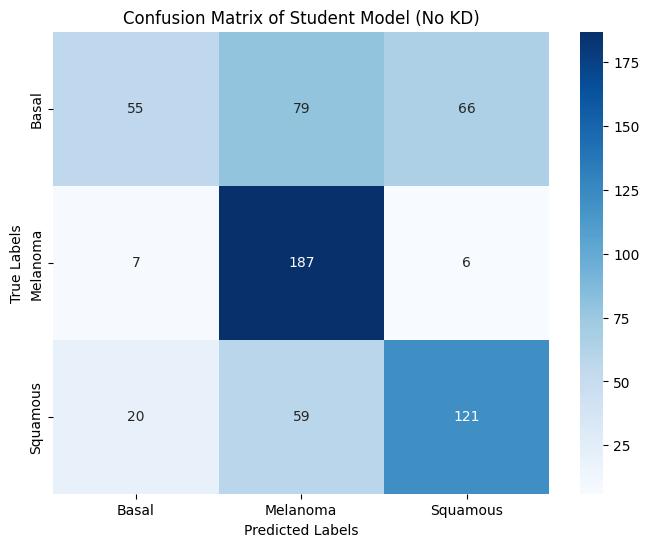 Confusion Matrix of Student Model (No KD)
True Labels
Basal
55 79 66
Melanoma
7 187 6
Squamous
20 59 121
Basal Melanoma Squamous
Predicted Labels
175
150
125
100
75
50
25